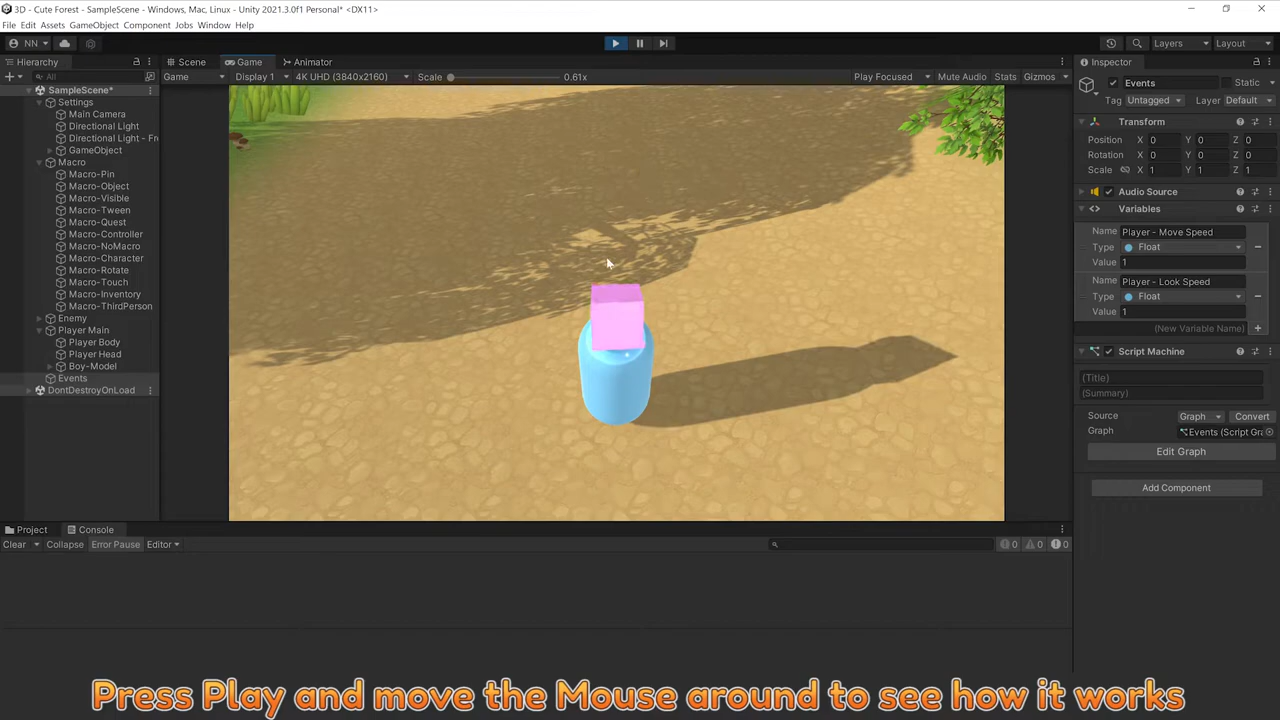 3D - Cute Forest - SampleScene - Windows, Mac, Linux - Unity 2021.3.0f1 Personal* <DX11>
File Edit Assets GameObject Component Jobs Window Help
NN Layers Layout
Hierarchy
All
SampleScene*
Settings
Main Camera
Directional Light
Directional Light - Fr
GameObject
Macro
Macro-Pin
Macro-Object
Macro-Visible
Macro-Tween
Macro-Quest
Macro-Controller
Macro-NoMacro
Macro-Character
Macro-Rotate
Macro-Touch
Macro-Inventory
Macro-ThirdPerson
Enemy
Player Main
Player Body
Player Head
Boy-Model
Events
DontDestroyOnLoad
Scene Game Animator
Game Display 1 4K UHD (3840x2160) Scale 0.61x Play Focused Mute Audio Stats Gizmos
Inspector
Events Static
Tag Untagged Layer Default
Transform
Position X 0 Y 0 Z 0
Rotation X 0 Y 0 Z 0
Scale X 1 Y 1 Z 1
Audio Source
Variables
Name Player - Move Speed
Type Float
Value 1
Name Player - Look Speed
Type Float
Value 1
(New Variable Name)
Script Machine
(Title)
(Summary)
Source Graph Convert
Graph Events (Script Gra
Edit Graph
Add Component
Project Console
Clear Collapse Error Pause Editor 0 0 0
Press Play and move the Mouse around to see how it works